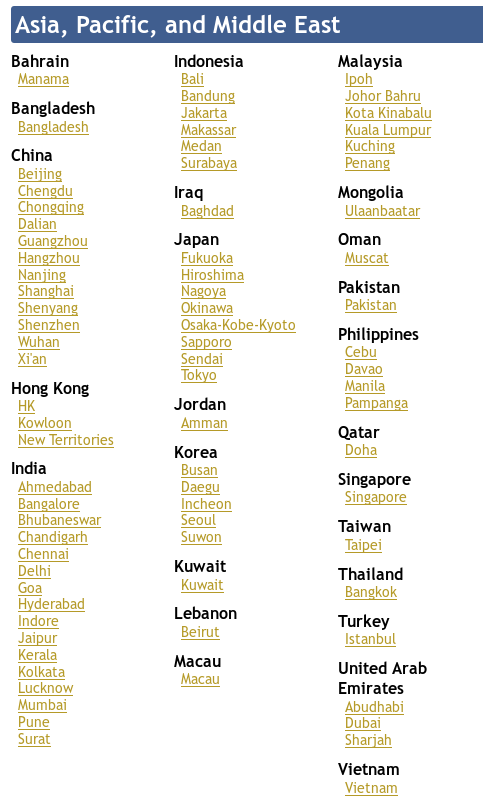 Asia, Pacific, and Middle East
Bahrain
Manama
Bangladesh
Bangladesh
China
Beijing
Chengdu
Chongqing
Dalian
Guangzhou
Hangzhou
Nanjing
Shanghai
Shenyang
Shenzhen
Wuhan
Xi'an
Hong Kong
HK
Kowloon
New Territories
India
Ahmedabad
Bangalore
Bhubaneswar
Chandigarh
Chennai
Delhi
Goa
Hyderabad
Indore
Jaipur
Kerala
Kolkata
Lucknow
Mumbai
Pune
Surat
Indonesia
Bali
Bandung
Jakarta
Makassar
Medan
Surabaya
Iraq
Baghdad
Japan
Fukuoka
Hiroshima
Nagoya
Okinawa
Osaka-Kobe-Kyoto
Sapporo
Sendai
Tokyo
Jordan
Amman
Korea
Busan
Daegu
Incheon
Seoul
Suwon
Kuwait
Kuwait
Lebanon
Beirut
Macau
Macau
Malaysia
Ipoh
Johor Bahru
Kota Kinabalu
Kuala Lumpur
Kuching
Penang
Mongolia
Ulaanbaatar
Oman
Muscat
Pakistan
Pakistan
Philippines
Cebu
Davao
Manila
Pampanga
Qatar
Doha
Singapore
Singapore
Taiwan
Taipei
Thailand
Bangkok
Turkey
Istanbul
United Arab
Emirates
Abudhabi
Dubai
Sharjah
Vietnam
Vietnam